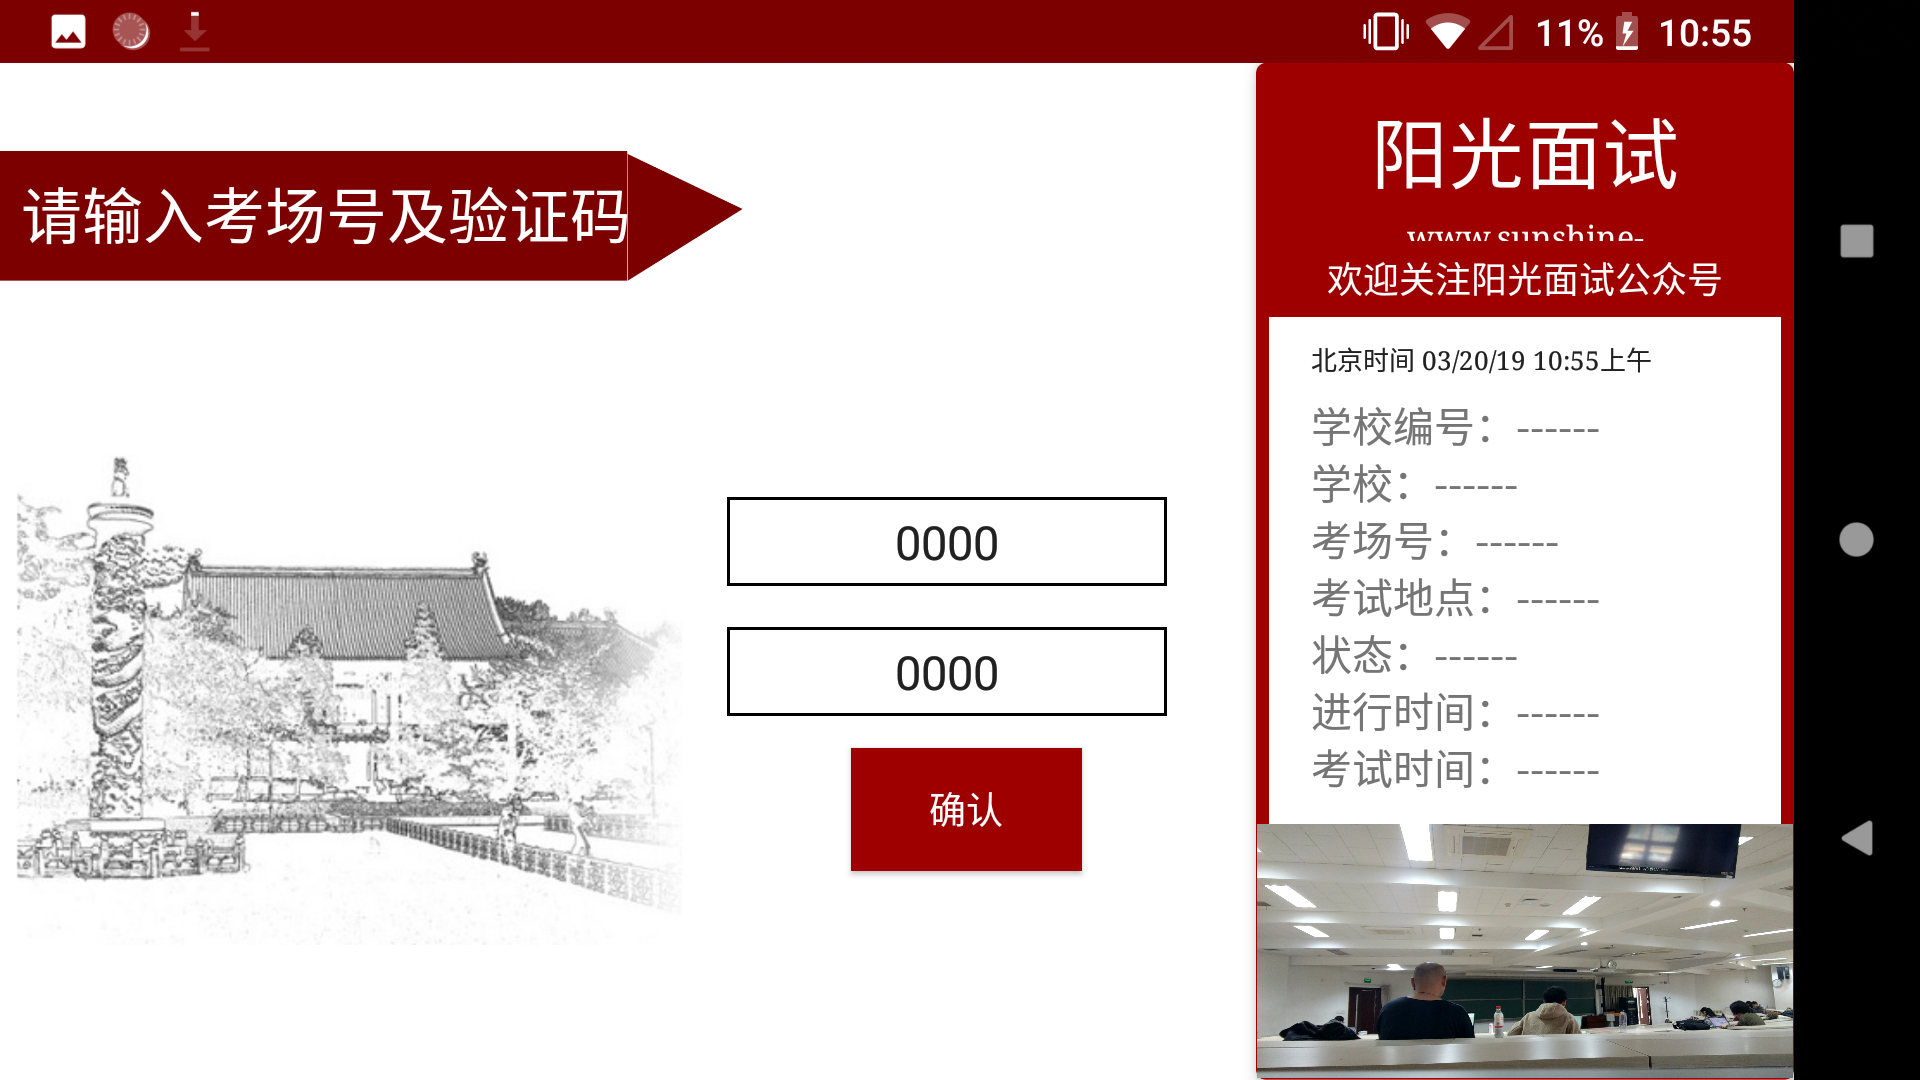 11% 10:55
请输入考场号及验证码
0000
0000
确认
阳光面试
www.sunshine-
欢迎关注阳光面试公众号
北京时间 03/20/19 10:55上午
学校编号：------
学校：------
考场号：------
考试地点：------
状态：------
进行时间：------
考试时间：------